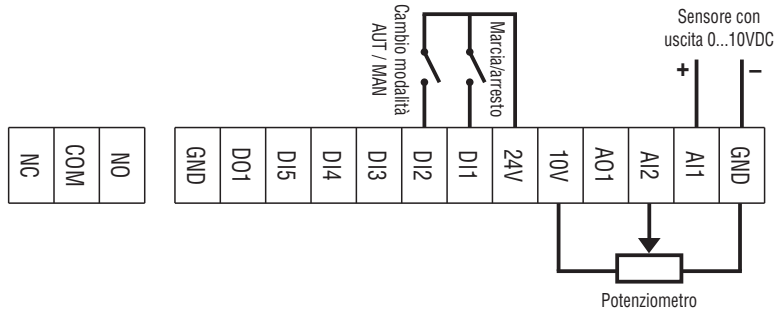 Cambio modalità
AUT / MAN
Marcia/arresto
Sensore con
uscita 0...10VDC
+
–
NC
COM
NO
GND
DO1
DI5
DI4
DI3
DI2
DI1
24V
10V
AO1
AI2
AI1
GND
Potenziometro